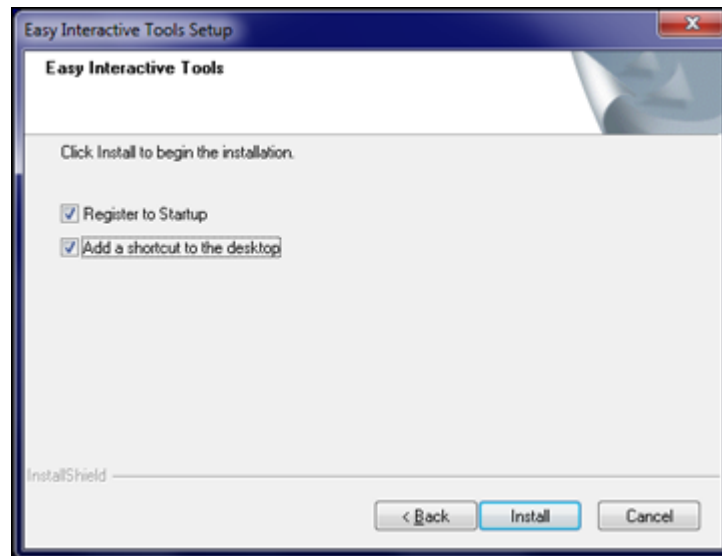 Easy Interactive Tools Setup
Easy Interactive Tools
Click Install to begin the installation.
Register to Startup
Add a shortcut to the desktop
InstallShield
< Back Install Cancel